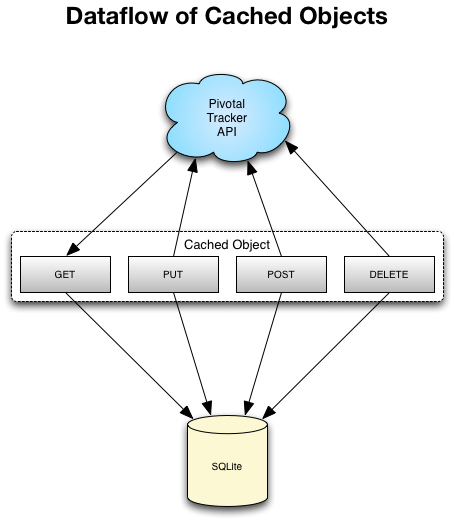 Dataflow of Cached Objects
Pivotal
Tracker
API
Cached Object
GET
PUT
POST
DELETE
SQLite